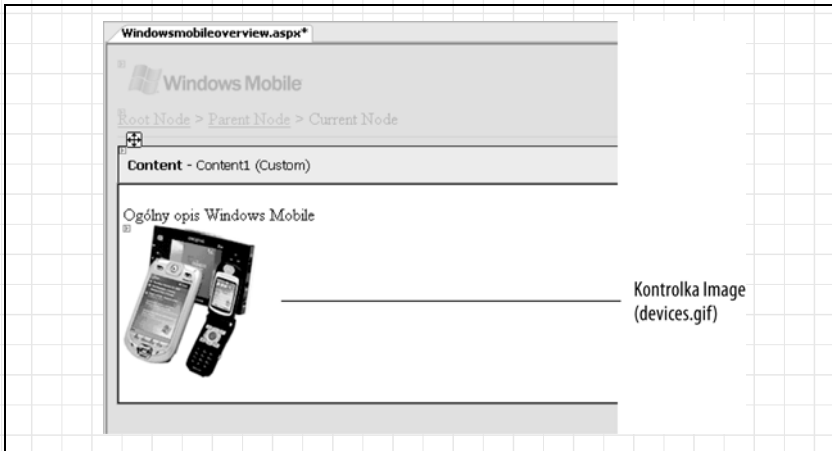 Windowsmobileoverview.aspx*
Windows Mobile
Root Node > Parent Node > Current Node
Content - Content1 (Custom)
Ogólny opis Windows Mobile
Kontrolka Image
(devices.gif)